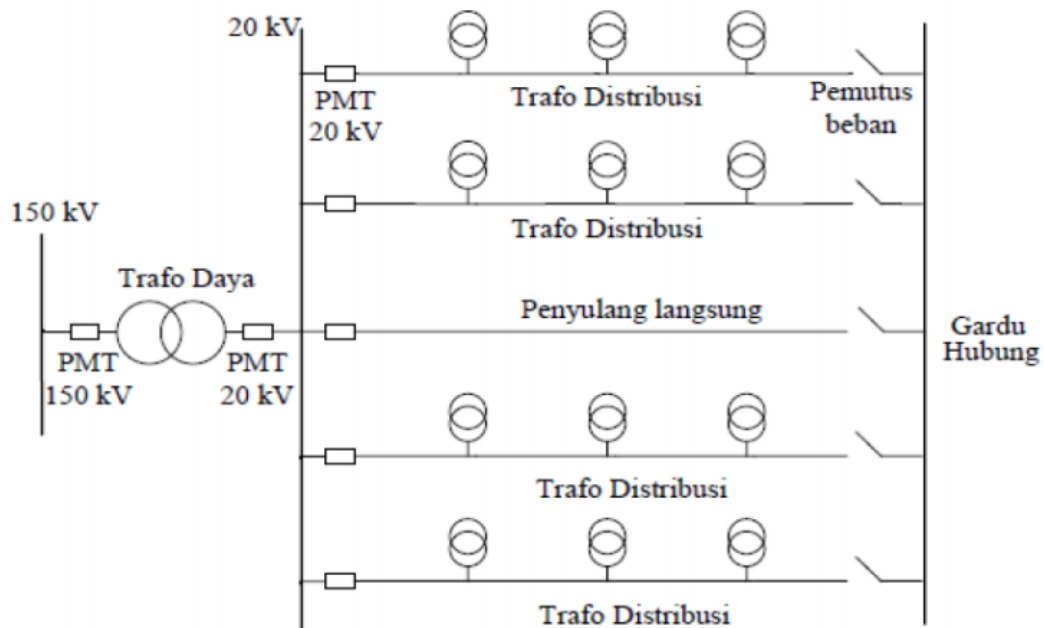 20 kV
PMT
20 kV
Trafo Distribusi
Pemutus
beban
150 kV
Trafo Distribusi
Trafo Daya
PMT
150 kV
PMT
20 kV
Penyulang langsung
Gardu
Hubung
Trafo Distribusi
Trafo Distribusi